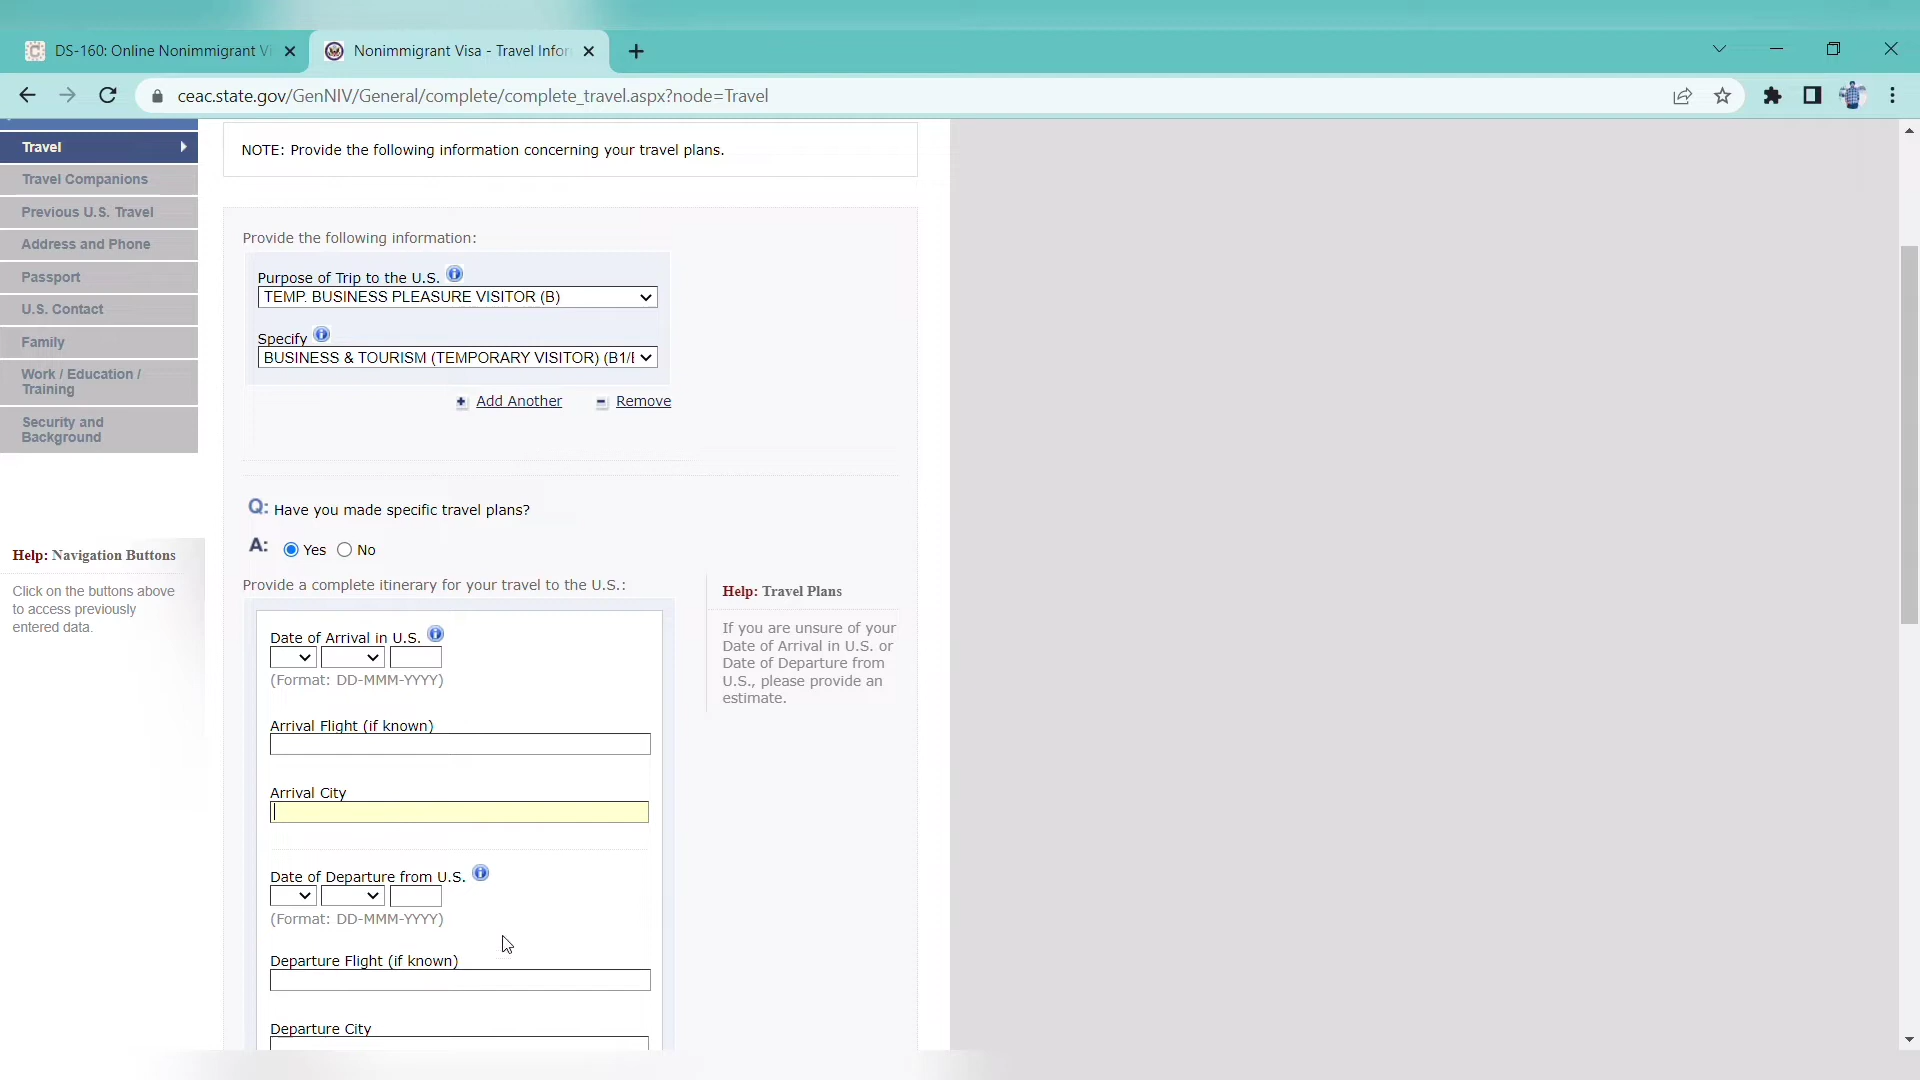 DS-160: Online Nonimmigrant Vi
Nonimmigrant Visa - Travel Infor
ceac.state.gov/GenNIV/General/complete/complete_travel.aspx?node=Travel
Travel
Travel Companions
Previous U.S. Travel
Address and Phone
Passport
U.S. Contact
Family
Work / Education /
Training
Security and
Background
Help: Navigation Buttons
Click on the buttons above
to access previously
entered data.
NOTE: Provide the following information concerning your travel plans.
Provide the following information:
Purpose of Trip to the U.S.
TEMP. BUSINESS PLEASURE VISITOR (B)
Specify
BUSINESS & TOURISM (TEMPORARY VISITOR) (B1/
Add Another
Remove
Q: Have you made specific travel plans?
A: Yes No
Provide a complete itinerary for your travel to the U.S.:
Date of Arrival in U.S.
(Format: DD-MMM-YYYY)
Arrival Flight (if known)
Arrival City
Date of Departure from U.S.
(Format: DD-MMM-YYYY)
Departure Flight (if known)
Departure City
Help: Travel Plans
If you are unsure of your
Date of Arrival in U.S. or
Date of Departure from
U.S., please provide an
estimate.